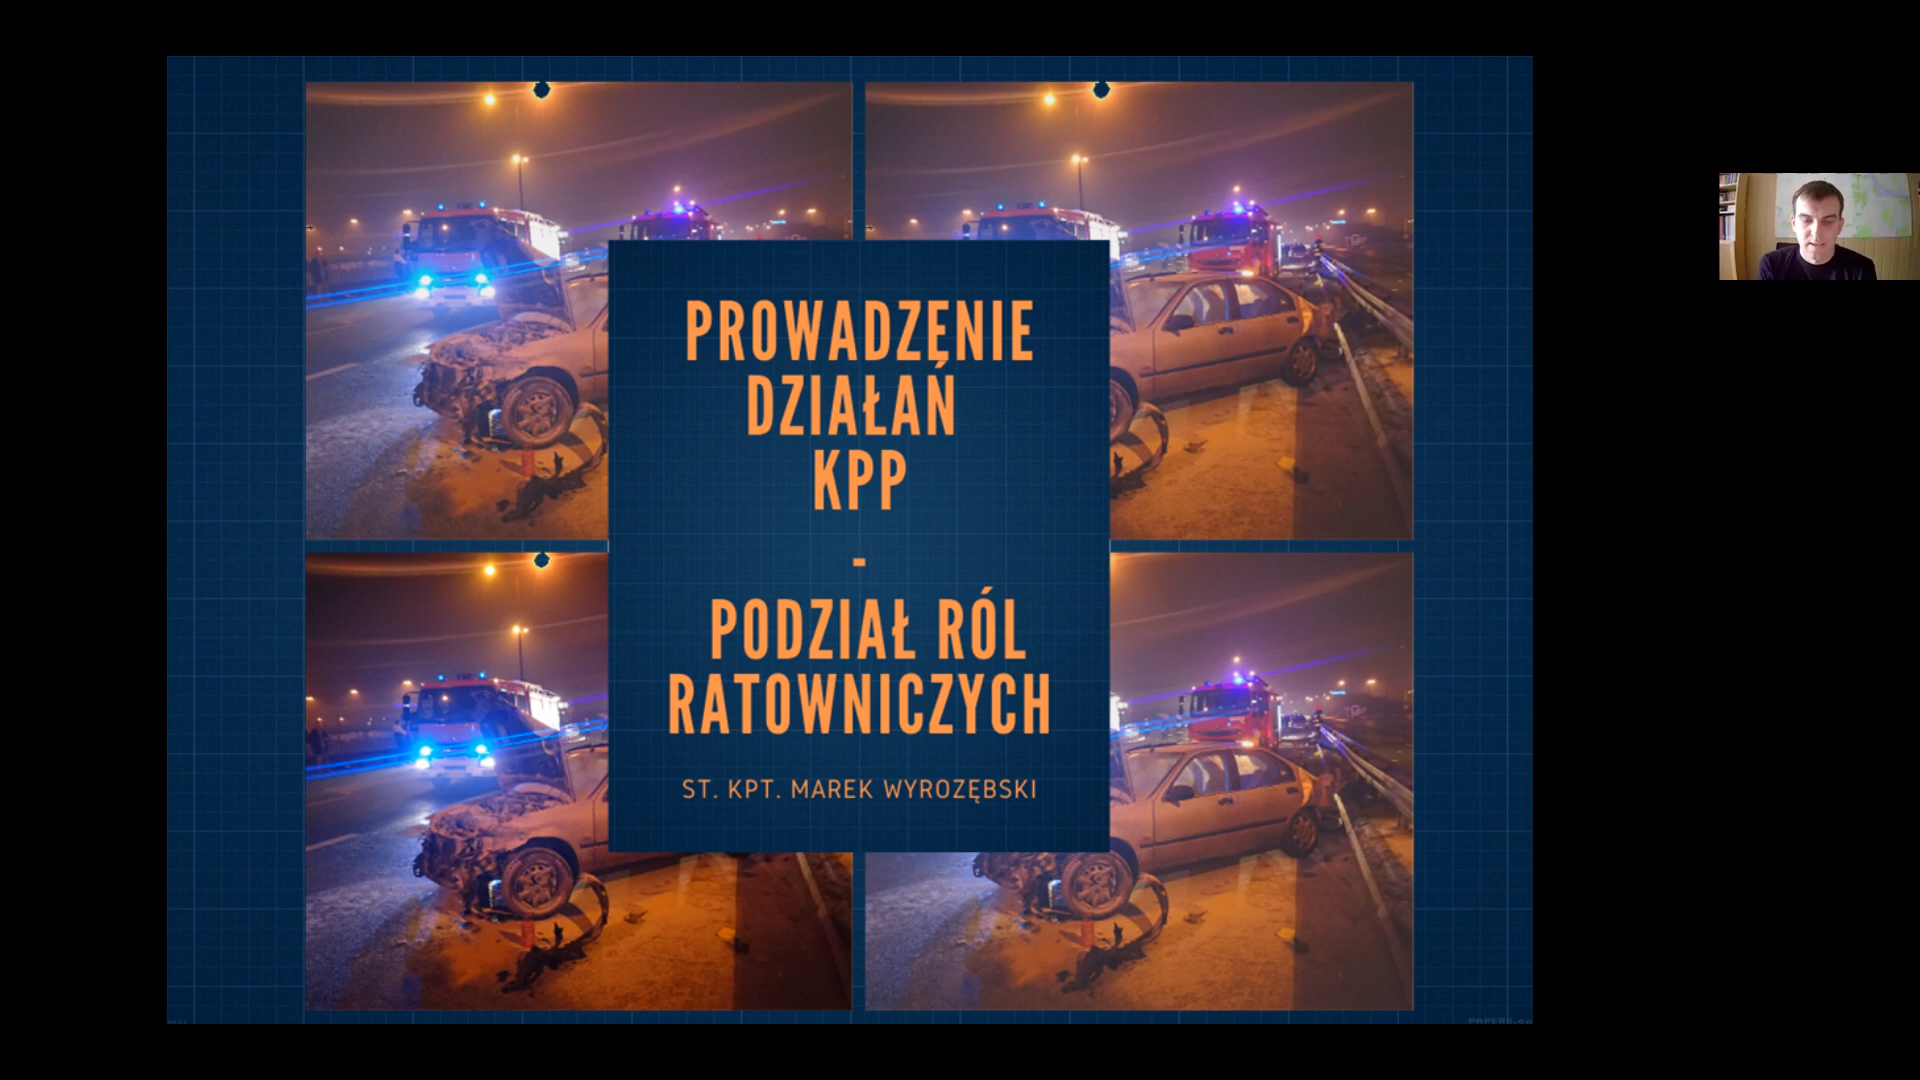 PROWADZENIE
DZIAŁAŃ
KPP
-
PODZIAŁ RÓL
RATOWNICZYCH
ST. KPT. MAREK WYROZĘBSKI